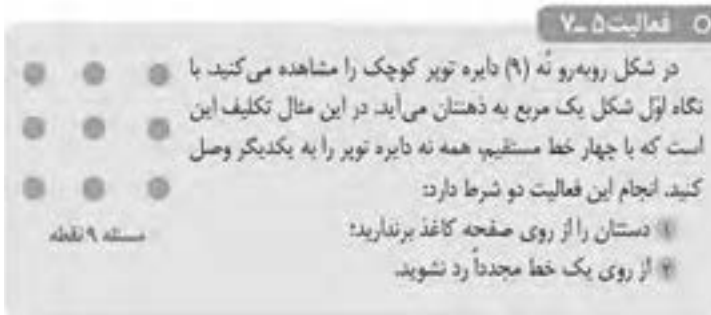 فعالیت ۵ ـ ۷
در شکل روبه‌رو نُه (۹) دایره توپر کوچک را مشاهده می‌کنید، با
نگاه اوّل شکل یک مربع به ذهنتان می‌آید. در این مثال تکلیف این
است که با چهار خط مستقیم، همه نه دایره توپر را به یکدیگر وصل
کنید. انجام این فعالیت دو شرط دارد:
۱ دستتان را از روی صفحه کاغذ برندارید؛
۲ از روی یک خط مجدداً رد نشوید.
مسئله ۹ نقطه